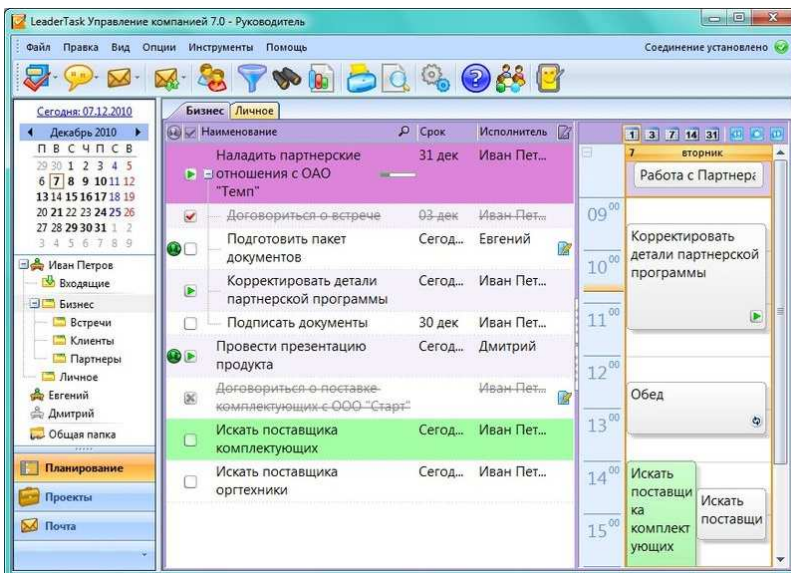 LeaderTask Управление компанией 7.0 - Руководитель
Файл Правка Вид Опции Инструменты Помощь
Соединение установлено
Сегодня: 07.12.2010
Декабрь 2010
П В С Ч П С В
29 30 1 2 3 4 5
6 7 8 9 10 11 12
13 14 15 16 17 18 19
20 21 22 23 24 25 26
27 28 29 30 31 1 2
3 4 5 6 7 8 9
Иван Петров
Входящие
Бизнес
Встречи
Клиенты
Партнеры
Личное
Евгений
Дмитрий
Общая папка
Планирование
Проекты
Почта
Бизнес Личное
Наименование Срок Исполнитель
Наладить партнерские 31 дек Иван Пет...
отношения с ОАО
"Темп"
Договориться о встрече 03 дек Иван Пет...
Подготовить пакет Сегод... Евгений
документов
Корректировать детали Сегод... Иван Пет...
партнерской программы
Подписать документы 30 дек Иван Пет...
Провести презентацию Сегод... Дмитрий
продукта
Договориться о поставке Иван Пет...
комплектующих с ООО "Старт"
Искать поставщика Сегод... Иван Пет...
комплектующих
Искать поставщика Сегод... Иван Пет...
оргтехники
1 3 7 14 31
7 вторник
Работа с Партнера
09 00
Корректировать
детали партнерской
программы
10 00
11 00
12 00
Обед
13 00
14 00
Искать
поставщи
ка
комплект
ующих
Искать
поставщи
15 00